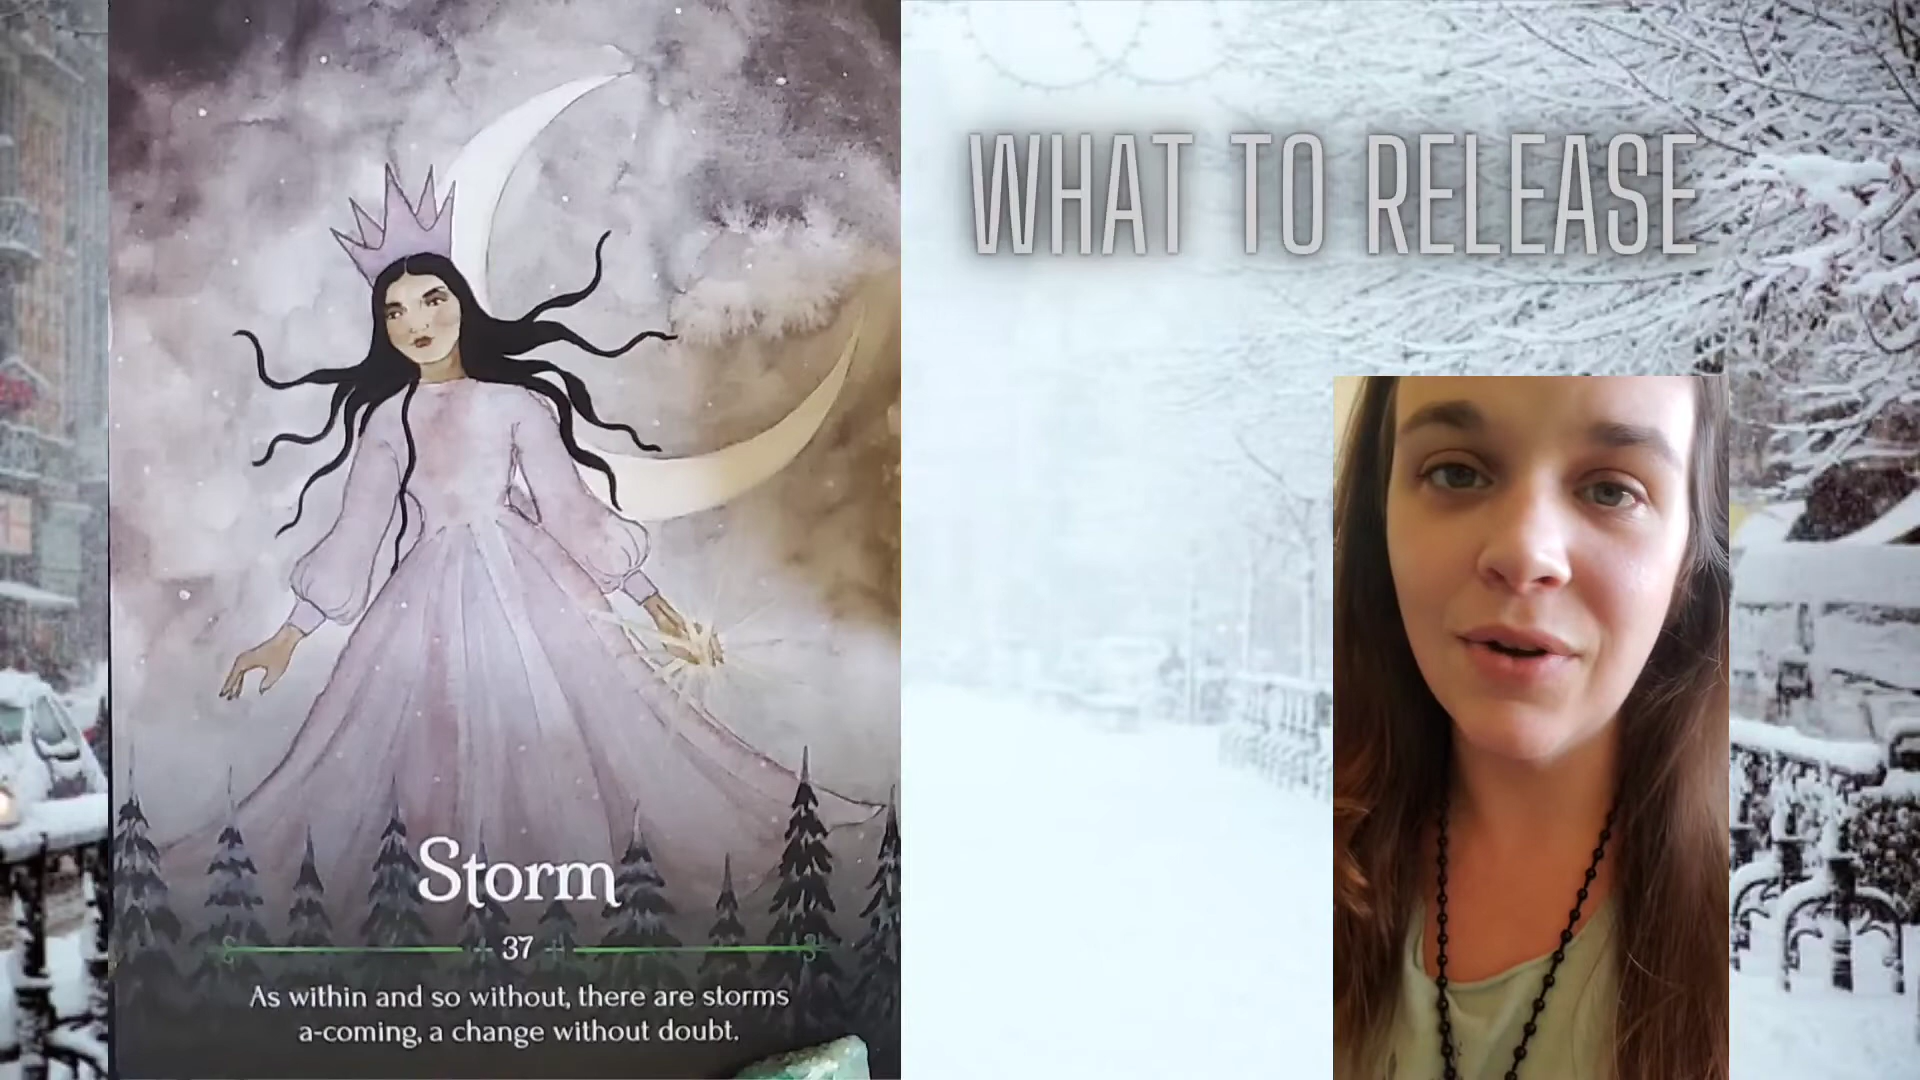 WHAT TO RELEASE
Storm
37
As within and so without, there are storms
a-coming, a change without doubt.